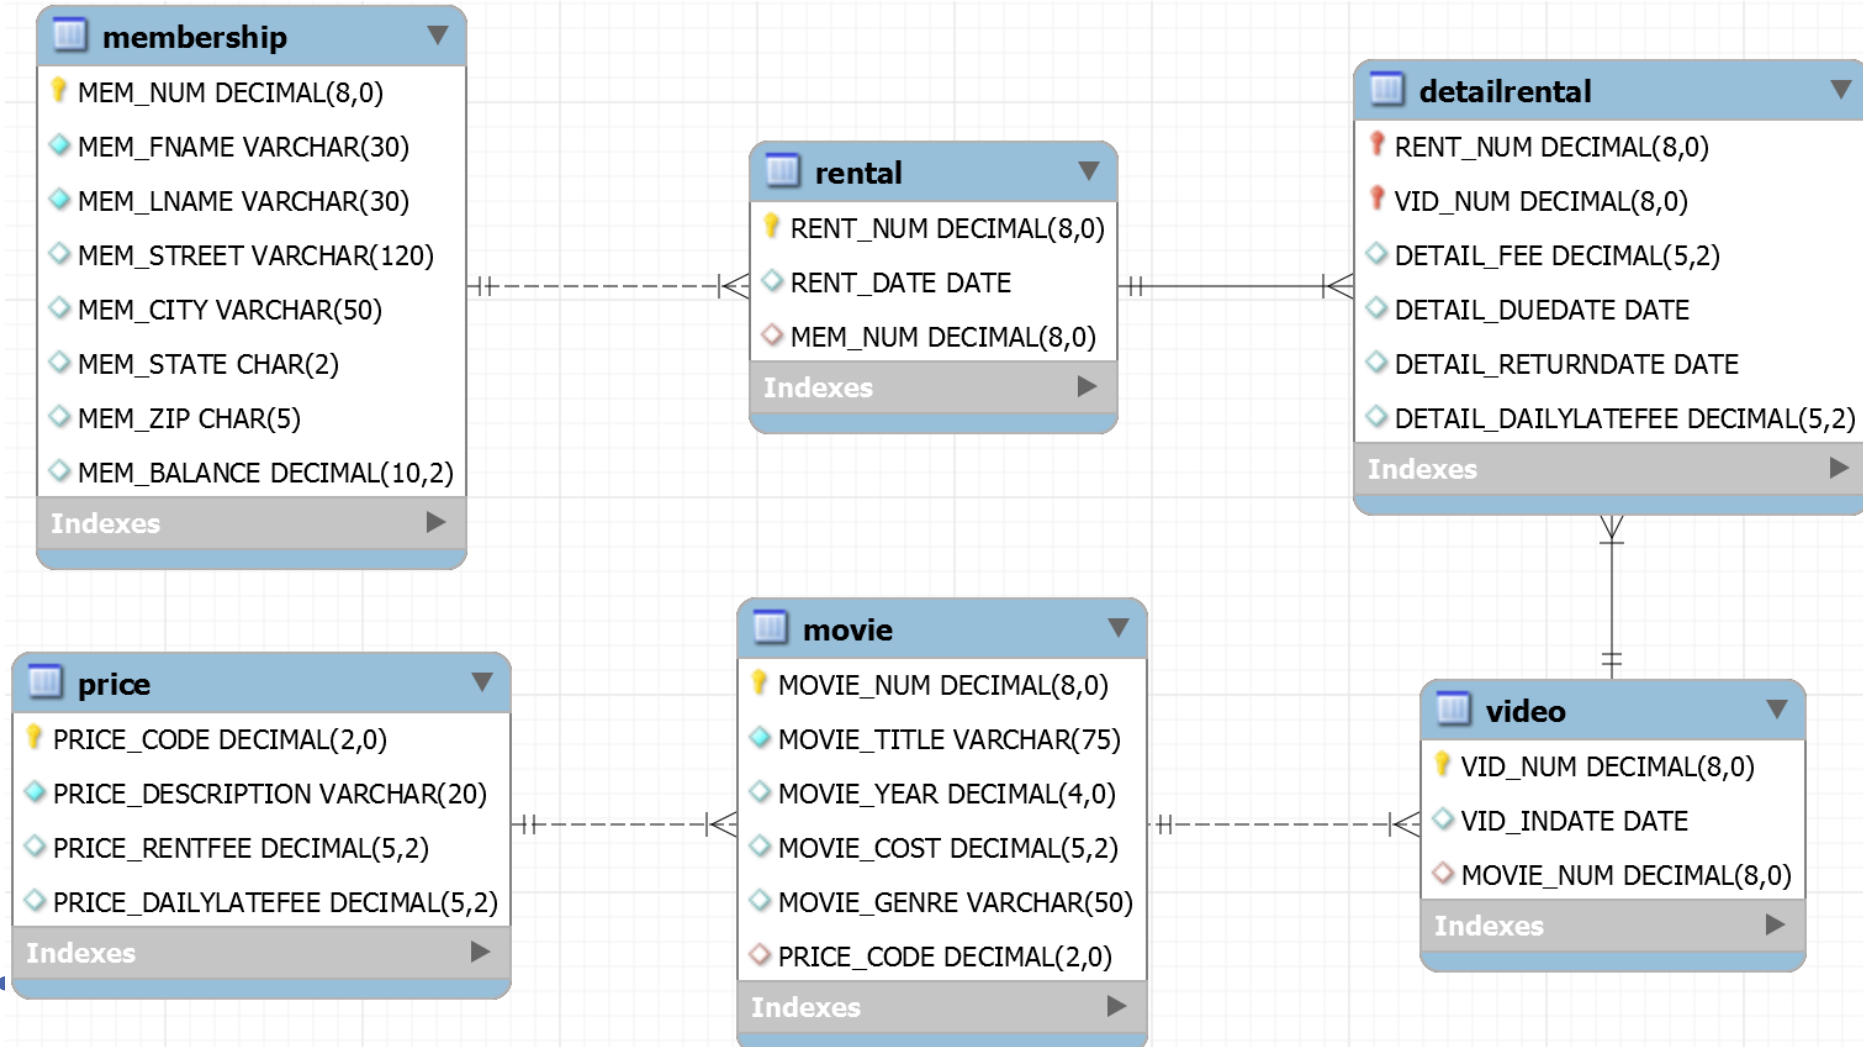 membership
MEM_NUM DECIMAL(8,0)
MEM_FNAME VARCHAR(30)
MEM_LNAME VARCHAR(30)
MEM_STREET VARCHAR(120)
MEM_CITY VARCHAR(50)
MEM_STATE CHAR(2)
MEM_ZIP CHAR(5)
MEM_BALANCE DECIMAL(10,2)
Indexes
rental
RENT_NUM DECIMAL(8,0)
RENT_DATE DATE
MEM_NUM DECIMAL(8,0)
Indexes
detailrental
RENT_NUM DECIMAL(8,0)
VID_NUM DECIMAL(8,0)
DETAIL_FEE DECIMAL(5,2)
DETAIL_DUEDATE DATE
DETAIL_RETURNDATE DATE
DETAIL_DAILYLATEFEE DECIMAL(5,2)
Indexes
price
PRICE_CODE DECIMAL(2,0)
PRICE_DESCRIPTION VARCHAR(20)
PRICE_RENTFEE DECIMAL(5,2)
PRICE_DAILYLATEFEE DECIMAL(5,2)
Indexes
movie
MOVIE_NUM DECIMAL(8,0)
MOVIE_TITLE VARCHAR(75)
MOVIE_YEAR DECIMAL(4,0)
MOVIE_COST DECIMAL(5,2)
MOVIE_GENRE VARCHAR(50)
PRICE_CODE DECIMAL(2,0)
Indexes
video
VID_NUM DECIMAL(8,0)
VID_INDATE DATE
MOVIE_NUM DECIMAL(8,0)
Indexes